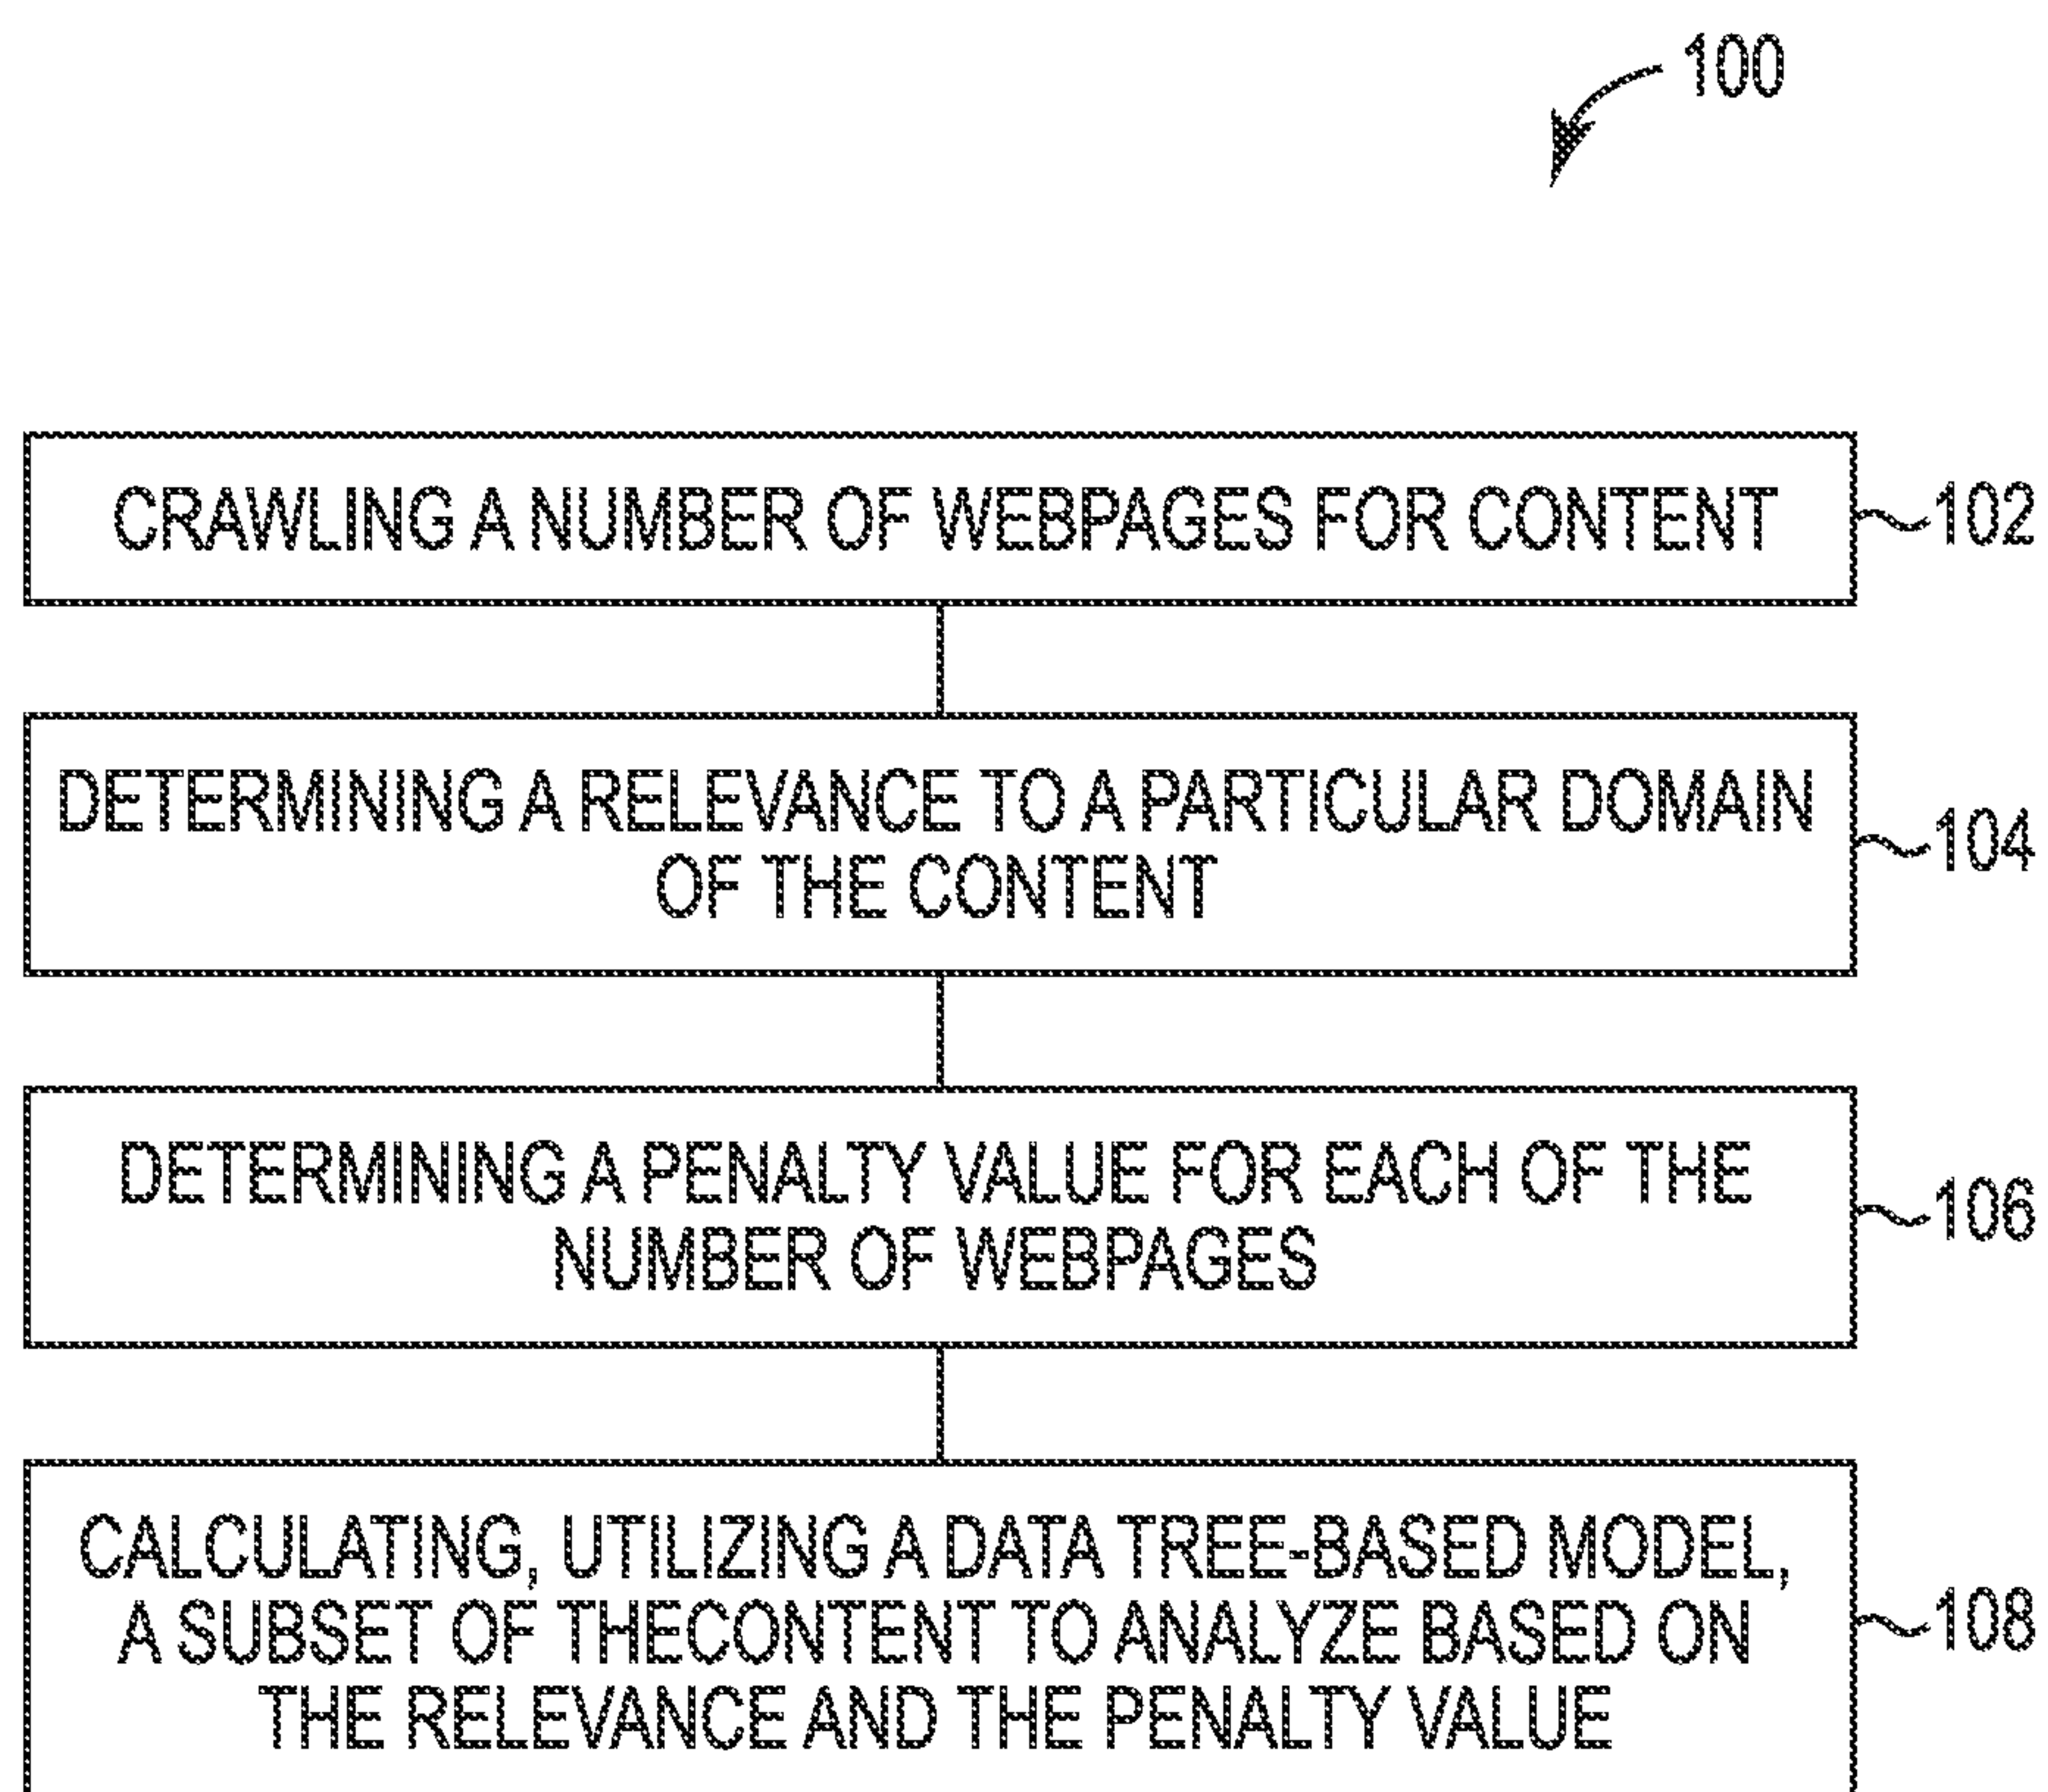 100
CRAWLING A NUMBER OF WEBPAGES FOR CONTENT
102
DETERMINING A RELEVANCE TO A PARTICULAR DOMAIN
OF THE CONTENT
104
DETERMINING A PENALTY VALUE FOR EACH OF THE
NUMBER OF WEBPAGES
106
CALCULATING, UTILIZING A DATA TREE-BASED MODEL,
A SUBSET OF THECONTENT TO ANALYZE BASED ON
THE RELEVANCE AND THE PENALTY VALUE
108